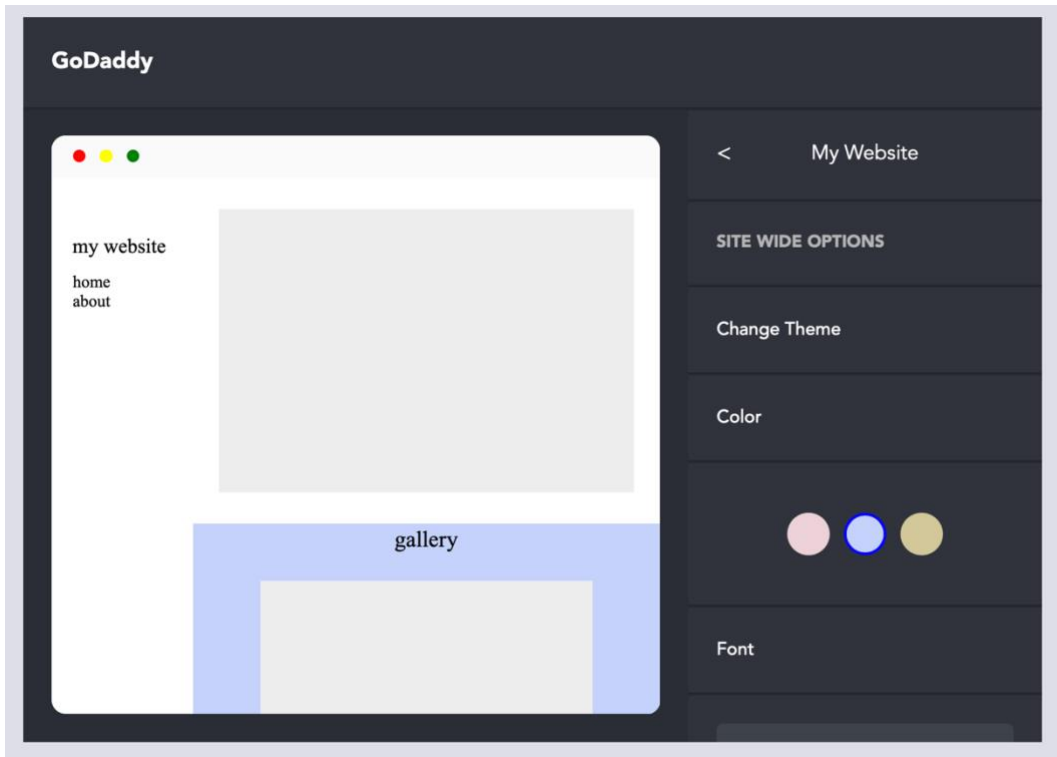 GoDaddy
my website
home
about
gallery
< My Website
SITE WIDE OPTIONS
Change Theme
Color
Font